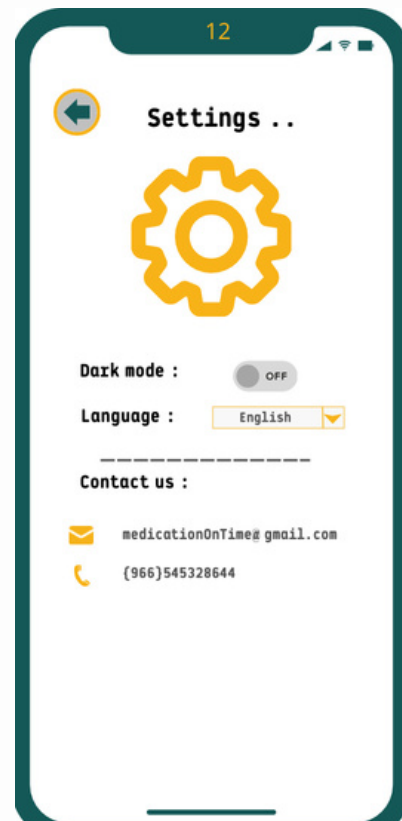 12
Settings ..
Dark mode :
OFF
Language :
English
Contact us :
medicationOnTime@gmail.com
{966}545328644